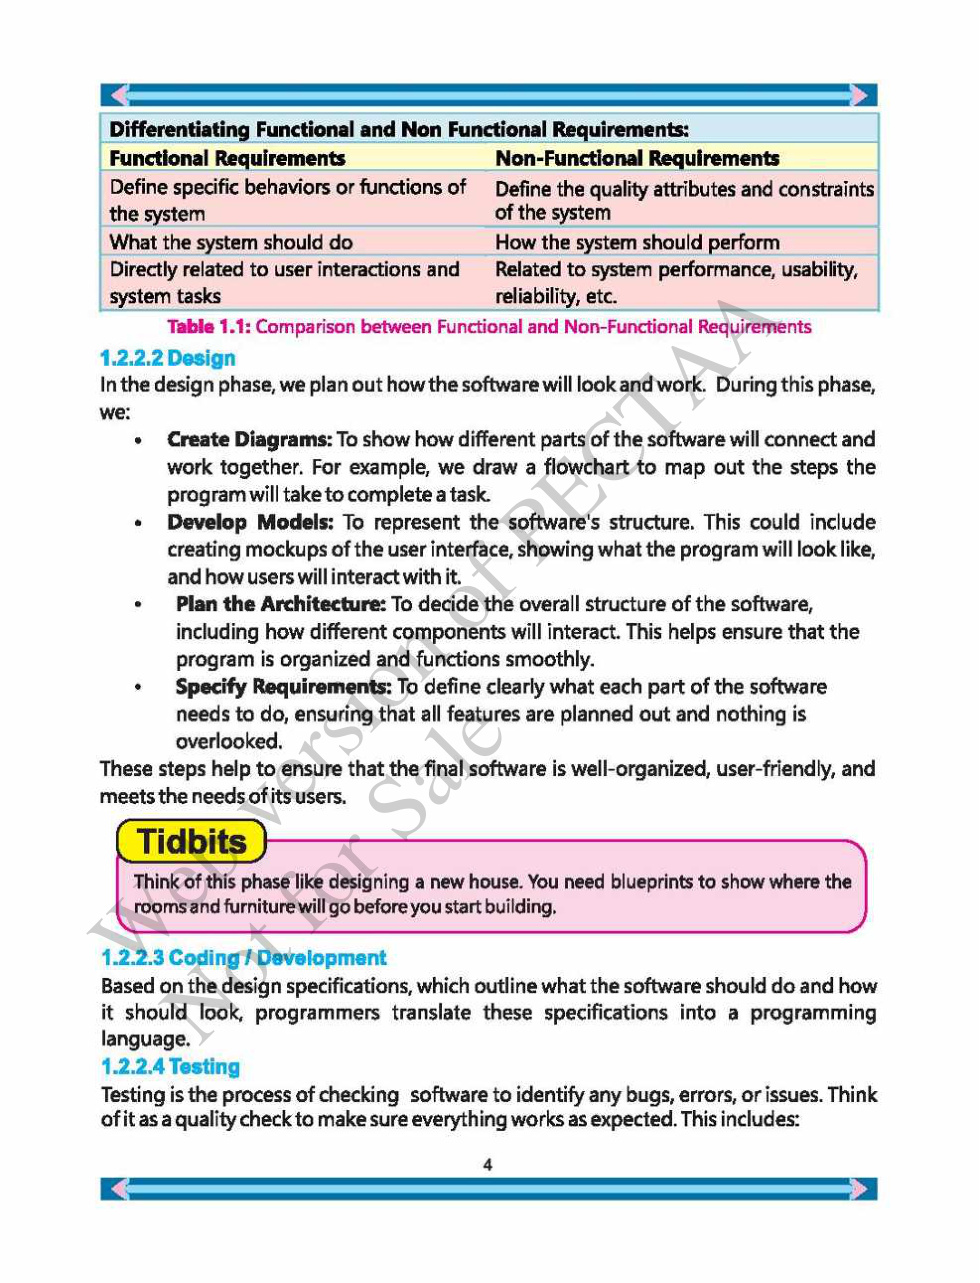 Differentiating Functional and Non Functional Requirements:
Functional Requirements Non-Functional Requirements
Define specific behaviors or functions of the system Define the quality attributes and constraints of the system
What the system should do How the system should perform
Directly related to user interactions and system tasks Related to system performance, usability, reliability, etc.
Table 1.1: Comparison between Functional and Non-Functional Requirements
1.2.2.2 Design
In the design phase, we plan out how the software will look and work. During this phase,
we:
• Create Diagrams: To show how different parts of the software will connect and
work together. For example, we draw a flowchart to map out the steps the
program will take to complete a task.
• Develop Models: To represent the software's structure. This could include
creating mockups of the user interface, showing what the program will look like,
and how users will interact with it.
• Plan the Architecture: To decide the overall structure of the software,
including how different components will interact. This helps ensure that the
program is organized and functions smoothly.
• Specify Requirements: To define clearly what each part of the software
needs to do, ensuring that all features are planned out and nothing is
overlooked.
These steps help to ensure that the final software is well-organized, user-friendly, and
meets the needs of its users.
Tidbits
Think of this phase like designing a new house. You need blueprints to show where the
rooms and furniture will go before you start building.
1.2.2.3 Coding / Development
Based on the design specifications, which outline what the software should do and how
it should look, programmers translate these specifications into a programming
language.
1.2.2.4 Testing
Testing is the process of checking software to identify any bugs, errors, or issues. Think
of it as a quality check to make sure everything works as expected. This includes:
4
Web version of PECTAA
Not for Sale